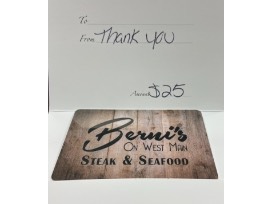 To
From Thank you
Amount $25
Berni's
On West Main
Steak & Seafood